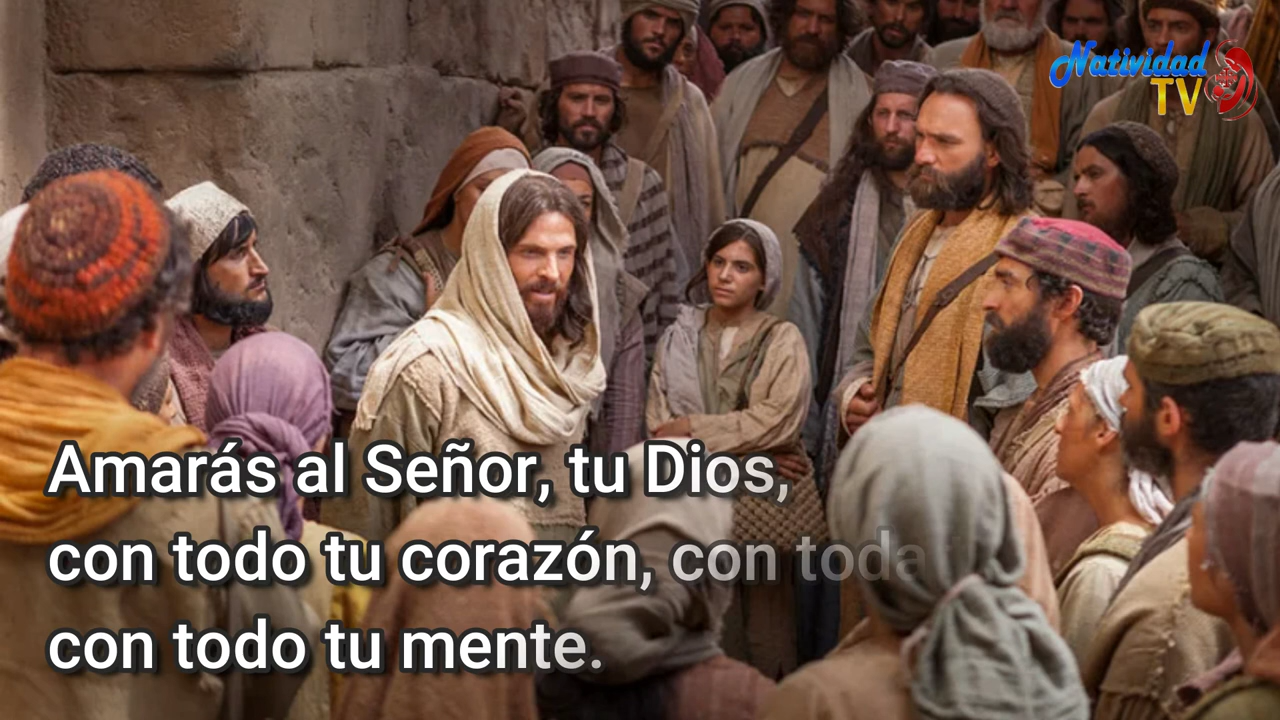 Natividad
TV
Amarás al Señor, tu Dios,
con todo tu corazón, con toda
con todo tu mente.